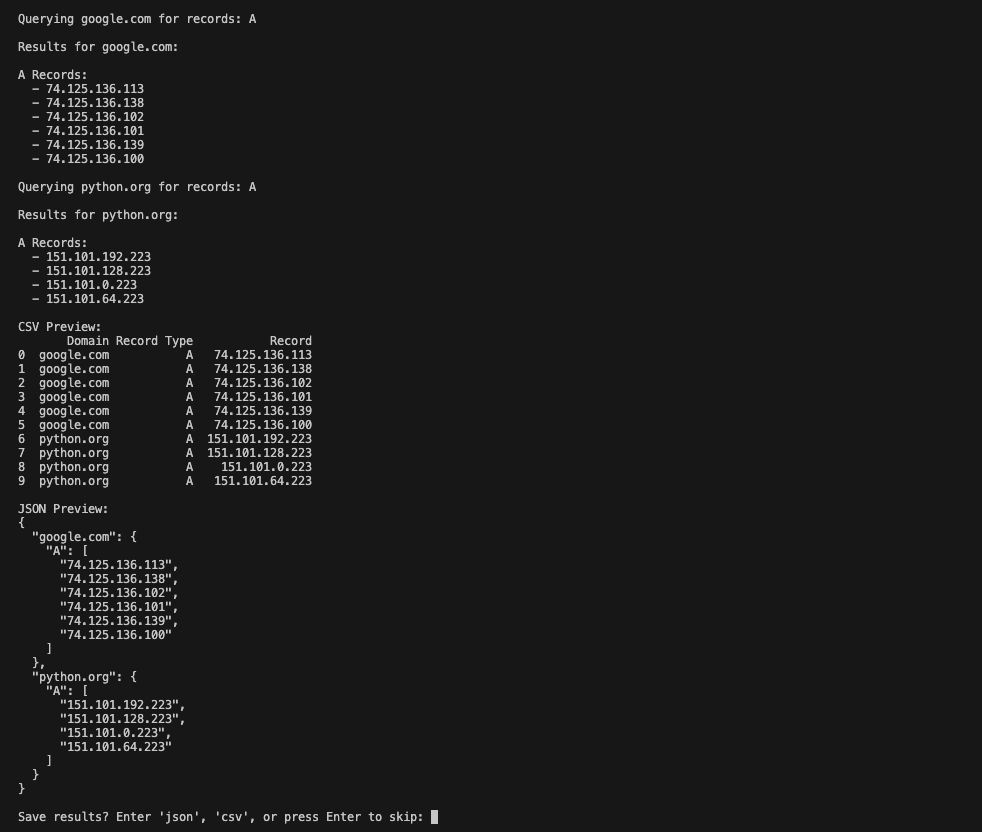 Querying google.com for records: A
Results for google.com:
A Records:
  - 74.125.136.113
  - 74.125.136.138
  - 74.125.136.102
  - 74.125.136.101
  - 74.125.136.139
  - 74.125.136.100
Querying python.org for records: A
Results for python.org:
A Records:
  - 151.101.192.223
  - 151.101.128.223
  - 151.101.0.223
  - 151.101.64.223
CSV Preview:
       Domain Record Type           Record
0  google.com           A   74.125.136.113
1  google.com           A   74.125.136.138
2  google.com           A   74.125.136.102
3  google.com           A   74.125.136.101
4  google.com           A   74.125.136.139
5  google.com           A   74.125.136.100
6  python.org           A  151.101.192.223
7  python.org           A  151.101.128.223
8  python.org           A    151.101.0.223
9  python.org           A   151.101.64.223
JSON Preview:
{
  "google.com": {
    "A": [
      "74.125.136.113",
      "74.125.136.138",
      "74.125.136.102",
      "74.125.136.101",
      "74.125.136.139",
      "74.125.136.100"
    ]
  },
  "python.org": {
    "A": [
      "151.101.192.223",
      "151.101.128.223",
      "151.101.0.223",
      "151.101.64.223"
    ]
  }
}
Save results? Enter 'json', 'csv', or press Enter to skip: